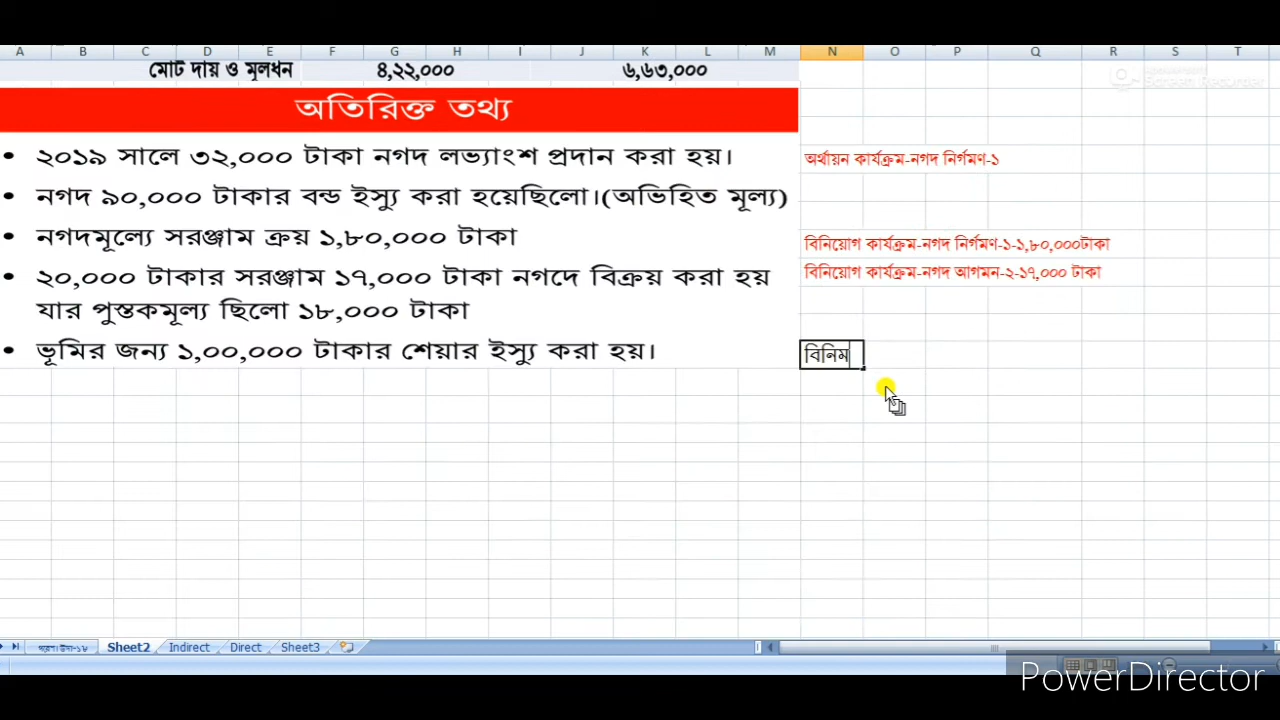 A B C D E F G H I J K L M N O P Q R S T
মোট দায় ও মূলধন ৪,২২,০০০ ৬,৬৩,০০০
অতিরিক্ত তথ্য
• ২০১৯ সালে ৩২,০০০ টাকা নগদ লভ্যাংশ প্রদান করা হয়।
অর্থায়ন কার্যক্রম-নগদ নির্গমণ-১
• নগদ ৯০,০০০ টাকার বন্ড ইস্যু করা হয়েছিলো।(অভিহিত মূল্য)
• নগদমূল্যে সরঞ্জাম ক্রয় ১,৮০,০০০ টাকা
বিনিয়োগ কার্যক্রম-নগদ নির্গমণ-১-১,৮০,০০০টাকা
• ২০,০০০ টাকার সরঞ্জাম ১৭,০০০ টাকা নগদে বিক্রয় করা হয়
যার পুস্তকমূল্য ছিলো ১৮,০০০ টাকা
বিনিয়োগ কার্যক্রম-নগদ আগমন-২-১৭,০০০ টাকা
• ভূমির জন্য ১,০০,০০০ টাকার শেয়ার ইস্যু করা হয়।
বিনিম
Sheet2 Indirect Direct Sheet3
Screen Recorder
PowerDirector